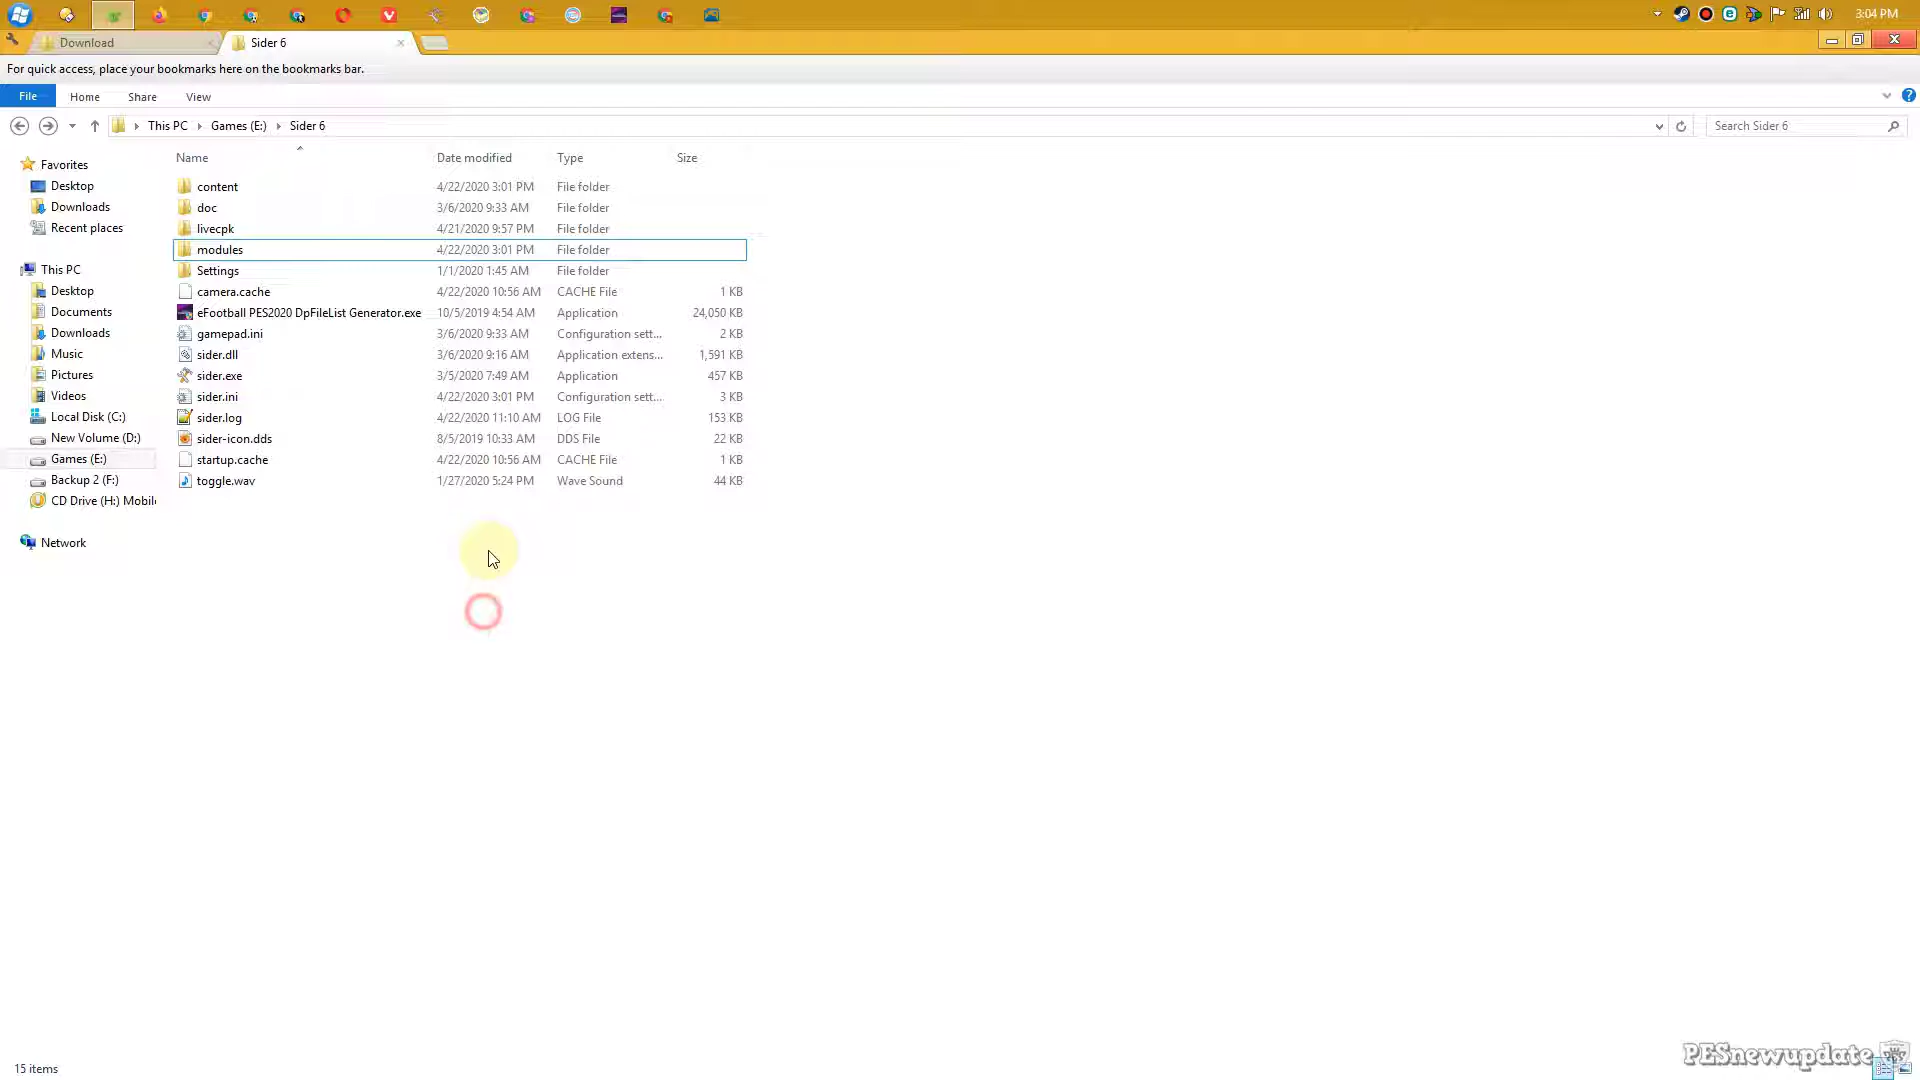 3:04 PM
Download
Sider 6
For quick access, place your bookmarks here on the bookmarks bar.
File Home Share View
This PC Games (E:) Sider 6
Search Sider 6
Name Date modified Type Size
Favorites
Desktop
Downloads
Recent places
This PC
Desktop
Documents
Downloads
Music
Pictures
Videos
Local Disk (C:)
New Volume (D:)
Games (E:)
Backup 2 (F:)
CD Drive (H:) Mobile
Network
content 4/22/2020 3:01 PM File folder
doc 3/6/2020 9:33 AM File folder
livecpk 4/21/2020 9:57 PM File folder
modules 4/22/2020 3:01 PM File folder
Settings 1/1/2020 1:45 AM File folder
camera.cache 4/22/2020 10:56 AM CACHE File 1 KB
eFootball PES2020 DpFileList Generator.exe 10/5/2019 4:54 AM Application 24,050 KB
gamepad.ini 3/6/2020 9:33 AM Configuration sett... 2 KB
sider.dll 3/6/2020 9:16 AM Application extens... 1,591 KB
sider.exe 3/5/2020 7:49 AM Application 457 KB
sider.ini 4/22/2020 3:01 PM Configuration sett... 3 KB
sider.log 4/22/2020 11:10 AM LOG File 153 KB
sider-icon.dds 8/5/2019 10:33 AM DDS File 22 KB
startup.cache 4/22/2020 10:56 AM CACHE File 1 KB
toggle.wav 1/27/2020 5:24 PM Wave Sound 44 KB
15 items
PESnewupdate